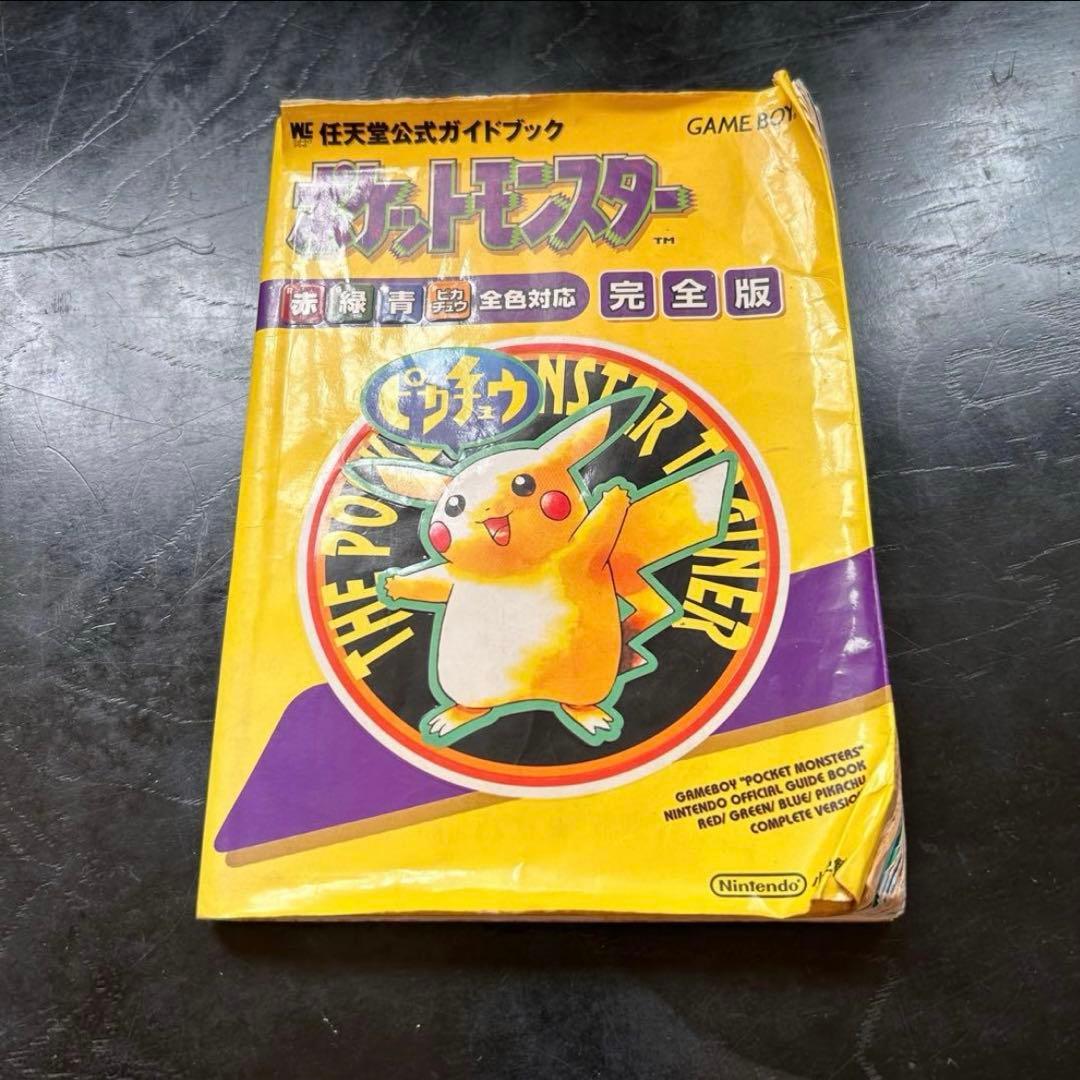 任天堂公式ガイドブック
GAME BOY
ポケットモンスター
TM
赤 緑 青 ピカチュウ 全色対応 完全版
ピカチュウ
THE POCKET MONSTAR TRAINER
GAMEBOY "POCKET MONSTERS"
NINTENDO OFFICIAL GUIDE BOOK
RED/ GREEN/ BLUE/ PIKACHU
COMPLETE VERSION
Nintendo